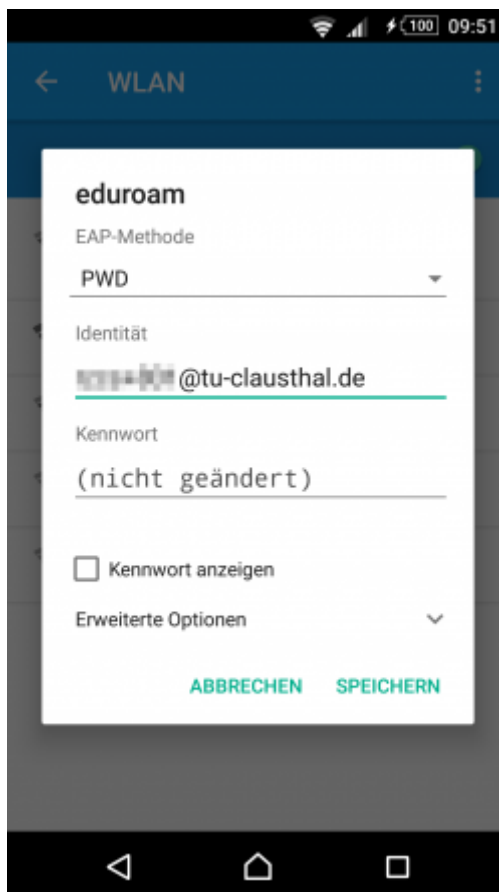 100 09:51
WLAN
eduroam
EAP-Methode
PWD
Identität
@tu-clausthal.de
Kennwort
(nicht geändert)
Kennwort anzeigen
Erweiterte Optionen
ABBRECHEN SPEICHERN